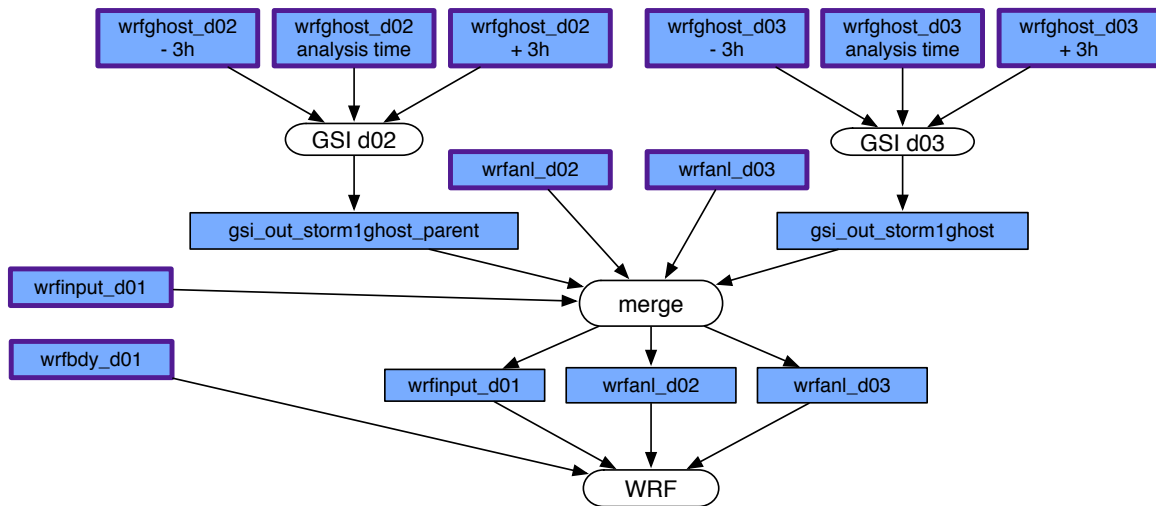 wrfghost_d02
- 3h
wrfghost_d02
analysis time
wrfghost_d02
+ 3h
wrfghost_d03
- 3h
wrfghost_d03
analysis time
wrfghost_d03
+ 3h
GSI d02
GSI d03
wrfanl_d02
wrfanl_d03
gsi_out_storm1ghost_parent
gsi_out_storm1ghost
wrfinput_d01
merge
wrfbdy_d01
wrfinput_d01
wrfanl_d02
wrfanl_d03
WRF